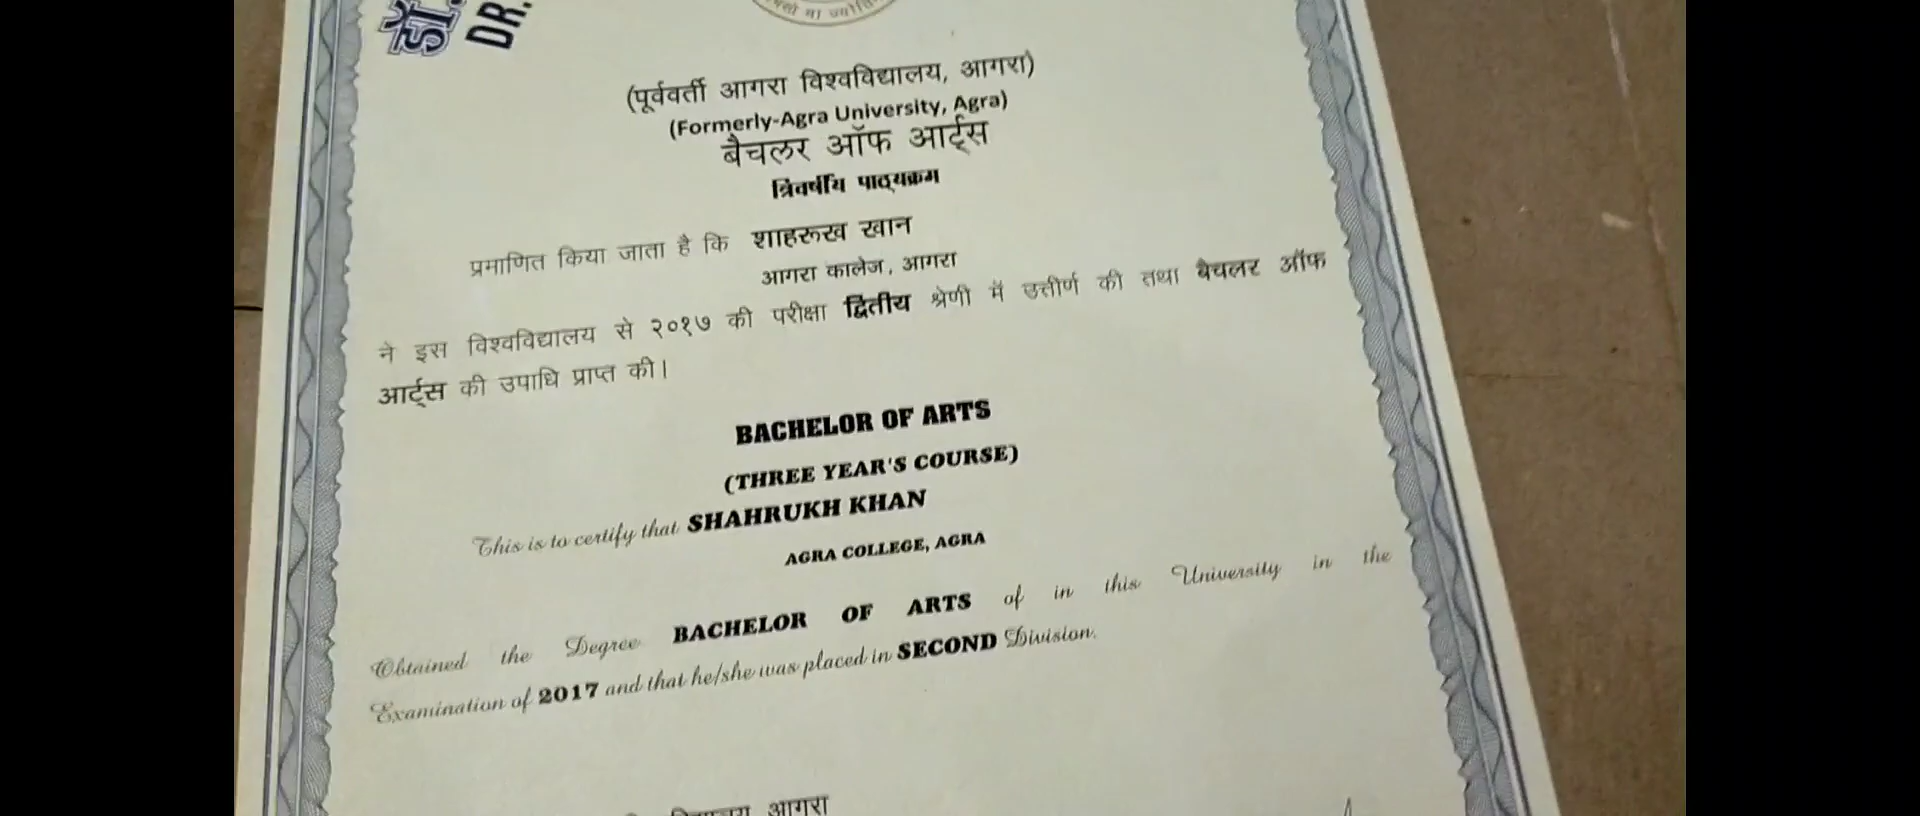 डॉ.
DR.
मसो मा ज्योति
(पूर्ववर्ती आगरा विश्वविद्यालय, आगरा)
(Formerly-Agra University, Agra)
बैचलर ऑफ आर्ट्स
त्रिवर्षीय पाठ्यक्रम
प्रमाणित किया जाता है कि शाहरूख खान
आगरा कालेज, आगरा
ने इस विश्वविद्यालय से २०१७ की परीक्षा द्वितीय श्रेणी में उत्तीर्ण की तथा बैचलर ऑफ
आर्ट्स की उपाधि प्राप्त की।
BACHELOR OF ARTS
(THREE YEAR'S COURSE)
This is to certify that SHAHRUKH KHAN
AGRA COLLEGE, AGRA
Obtained the Degree BACHELOR OF ARTS of in this University in the
Examination of 2017 and that he/she was placed in SECOND Division.
आगरा